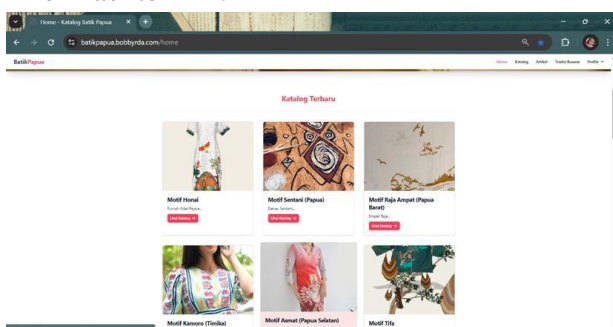 Home - Katalog Batik Papua
batikpapua.bobbyrda.com/home
BatikPapua
Home Katalog Artikel Profile
Katalog Terbaru
Motif Honai
Rumah Adat Papua...
Lihat Katalog →
Motif Sentani (Papua)
Danau Sentani...
Lihat Katalog →
Motif Raja Ampat (Papua
Barat)
Empat Raja...
Lihat Katalog →
Motif Kamoro (Timika)
Motif Asmat (Papua Selatan)
Motif Tifa